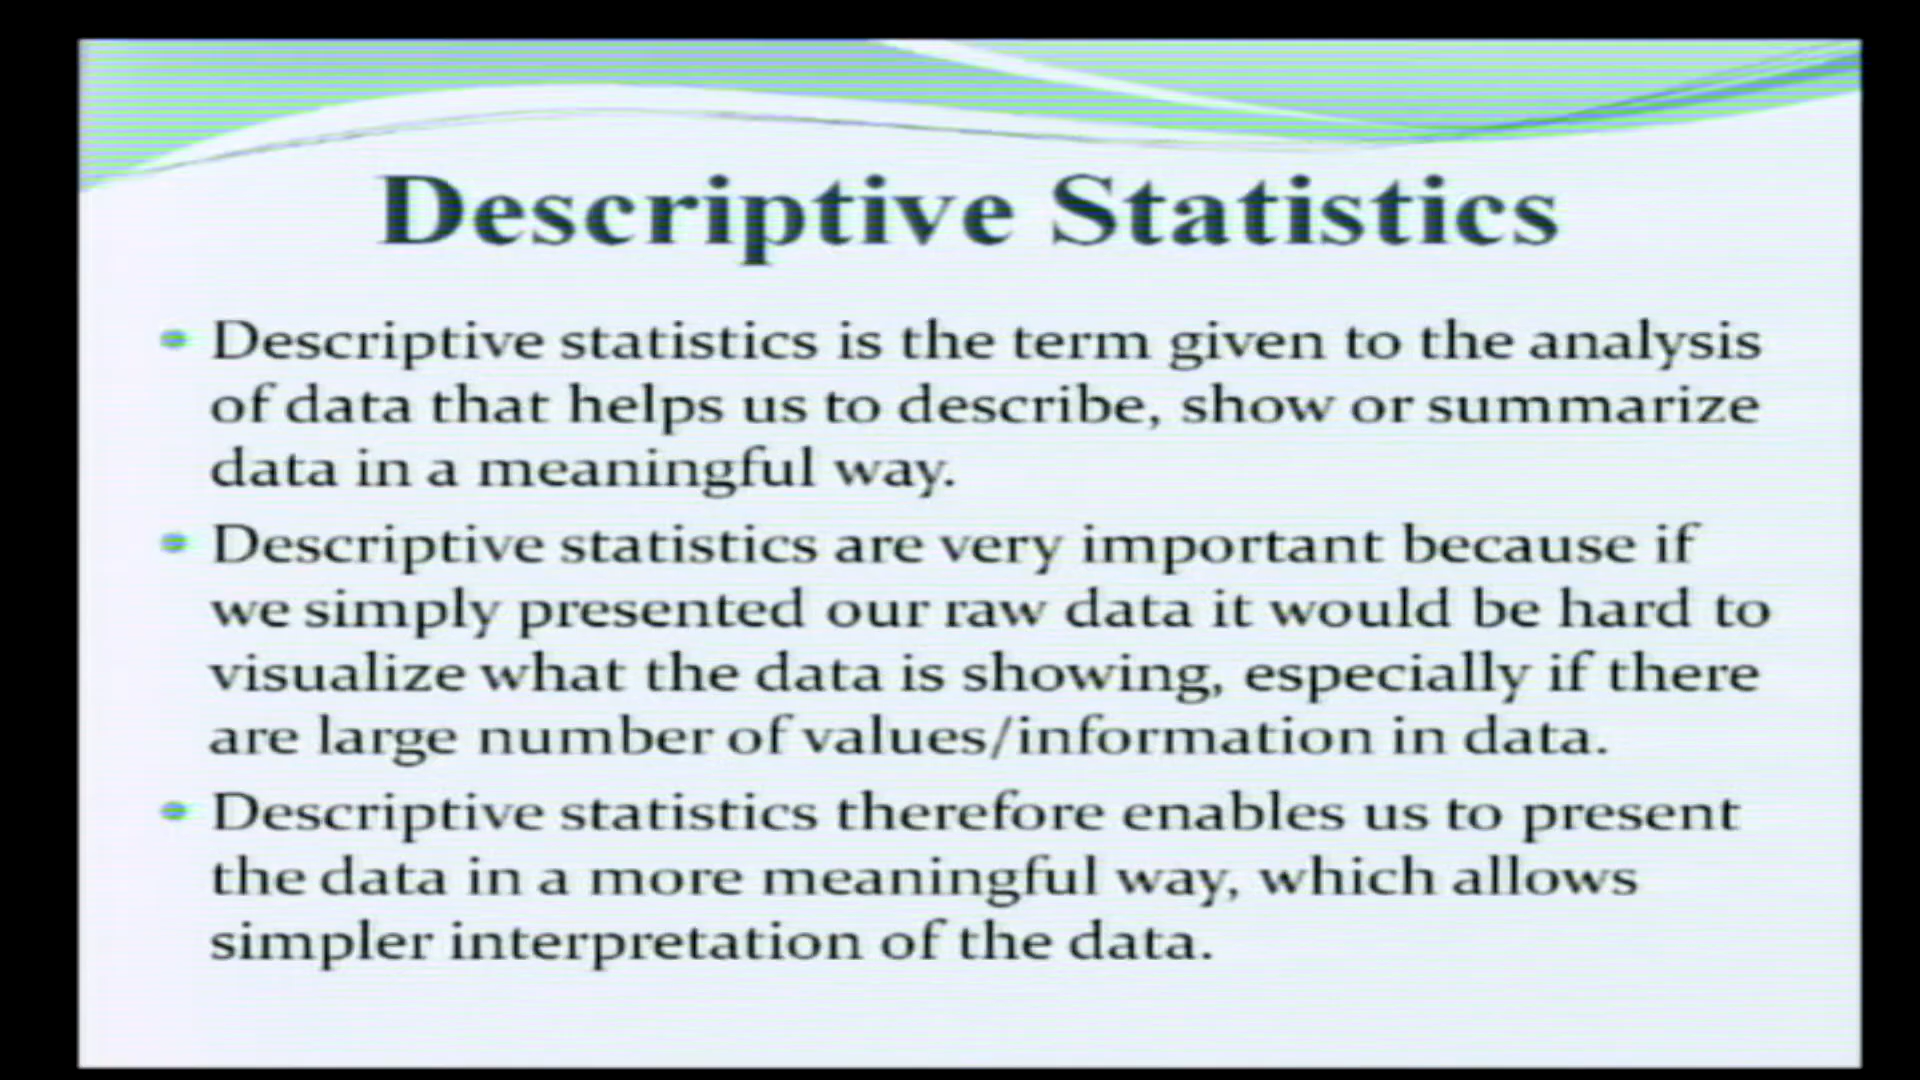 Descriptive Statistics
• Descriptive statistics is the term given to the analysis
of data that helps us to describe, show or summarize
data in a meaningful way.
• Descriptive statistics are very important because if
we simply presented our raw data it would be hard to
visualize what the data is showing, especially if there
are large number of values/information in data.
• Descriptive statistics therefore enables us to present
the data in a more meaningful way, which allows
simpler interpretation of the data.